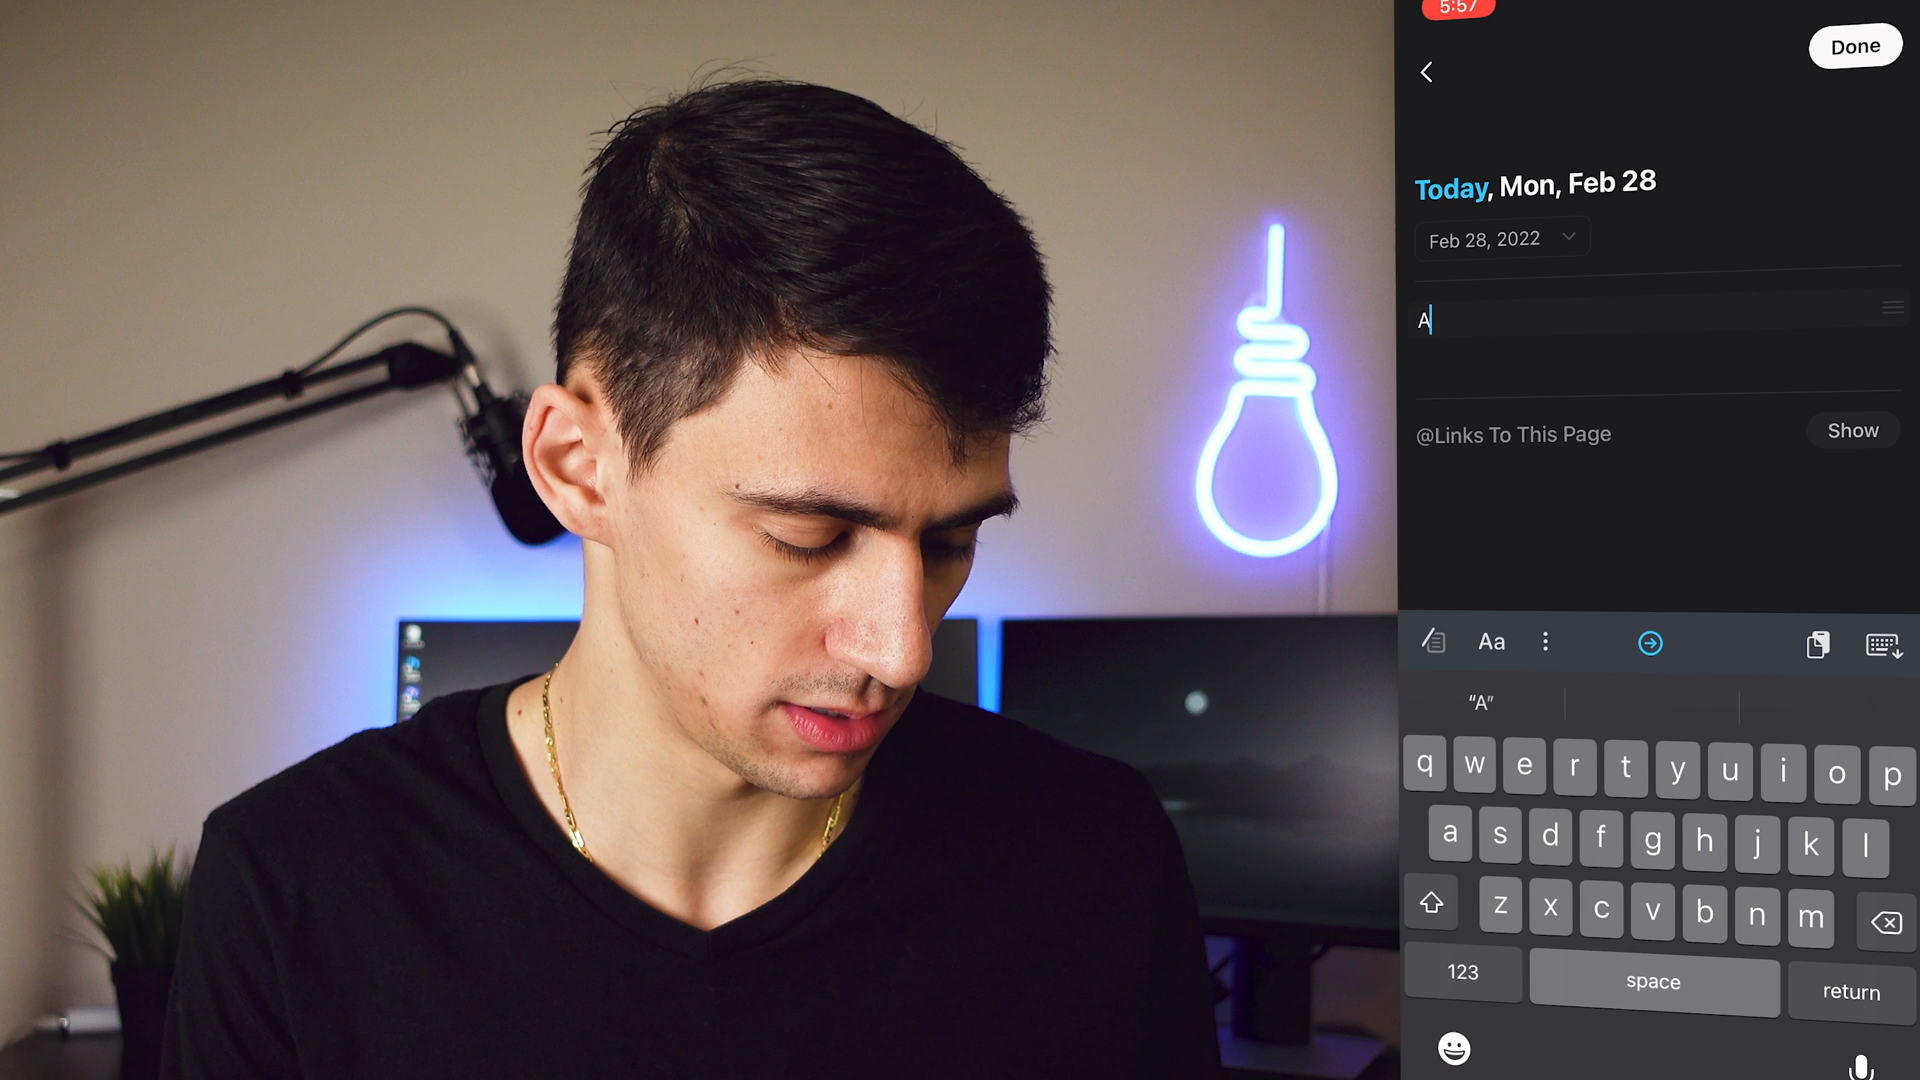 5:57
Done
Today, Mon, Feb 28
Feb 28, 2022
A
@Links To This Page
Show
Aa
“A”
q w e r t y u i o p
a s d f g h j k l
z x c v b n m
123 space return